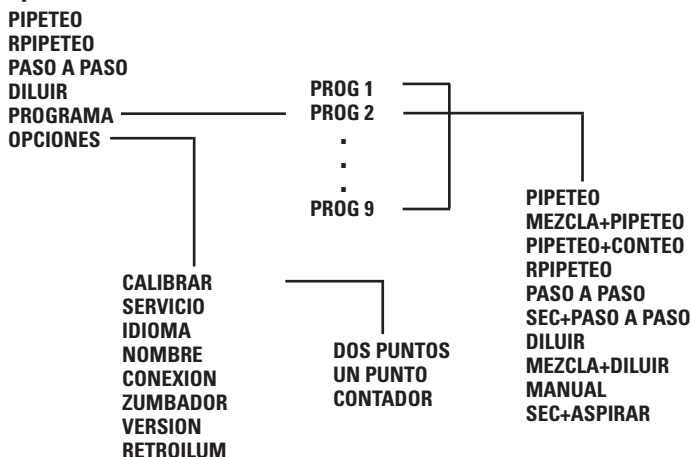 PIPETEO
RPIPETEO
PASO A PASO
DILUIR
PROGRAMA
OPCIONES
PROG 1
PROG 2
.
.
.
PROG 9
PIPETEO
MEZCLA+PIPETEO
PIPETEO+CONTEO
RPIPETEO
PASO A PASO
SEC+PASO A PASO
DILUIR
MEZCLA+DILUIR
MANUAL
SEC+ASPIRAR
CALIBRAR
SERVICIO
IDIOMA
NOMBRE
CONEXION
ZUMBADOR
VERSION
RETROILUM
DOS PUNTOS
UN PUNTO
CONTADOR